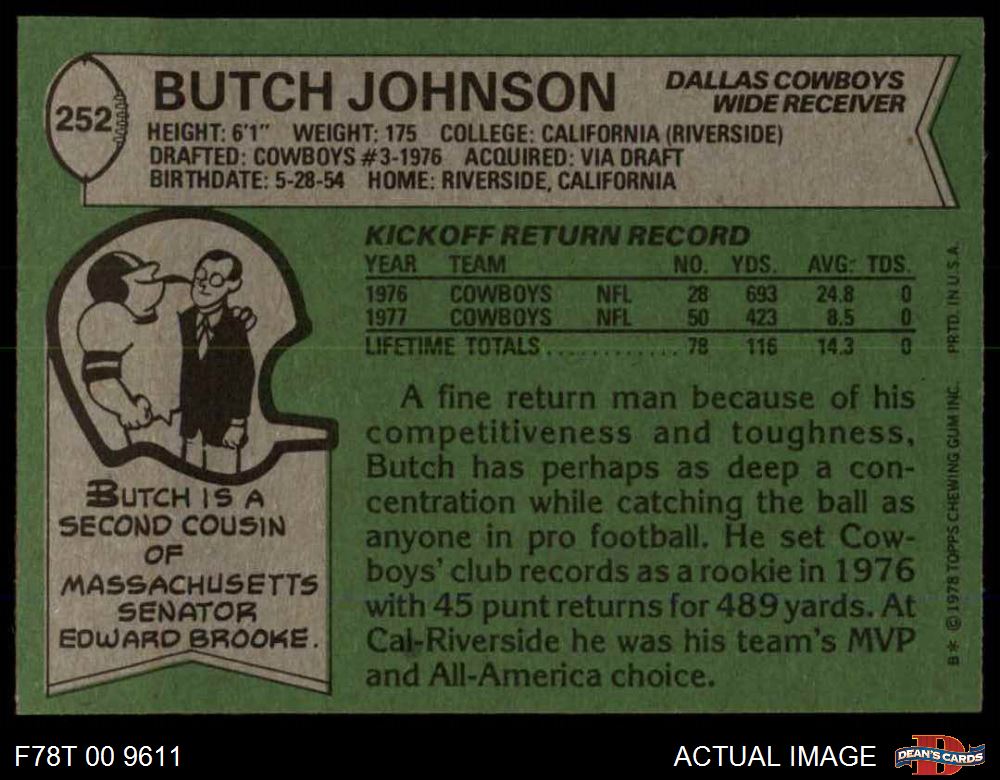 252
BUTCH JOHNSON
DALLAS COWBOYS
WIDE RECEIVER
HEIGHT: 6'1" WEIGHT: 175 COLLEGE: CALIFORNIA (RIVERSIDE)
DRAFTED: COWBOYS #3-1976 ACQUIRED: VIA DRAFT
BIRTHDATE: 5-28-54 HOME: RIVERSIDE, CALIFORNIA
KICKOFF RETURN RECORD
YEAR TEAM NO. YDS. AVG. TDS.
1976 COWBOYS NFL 28 693 24.8 0
1977 COWBOYS NFL 50 423 8.5 0
LIFETIME TOTALS............. 78 116 14.3 0
A fine return man because of his
competitiveness and toughness,
Butch has perhaps as deep a con-
centration while catching the ball as
anyone in pro football. He set Cow-
boys' club records as a rookie in 1976
with 45 punt returns for 489 yards. At
Cal-Riverside he was his team's MVP
and All-America choice.
BUTCH IS A
SECOND COUSIN
OF
MASSACHUSETTS
SENATOR
EDWARD BROOKE.
B* ©1978 TOPPS CHEWING GUM INC. PRTD. IN U.S.A.
F78T 00 9611
ACTUAL IMAGE
D
DEAN'S CARDS